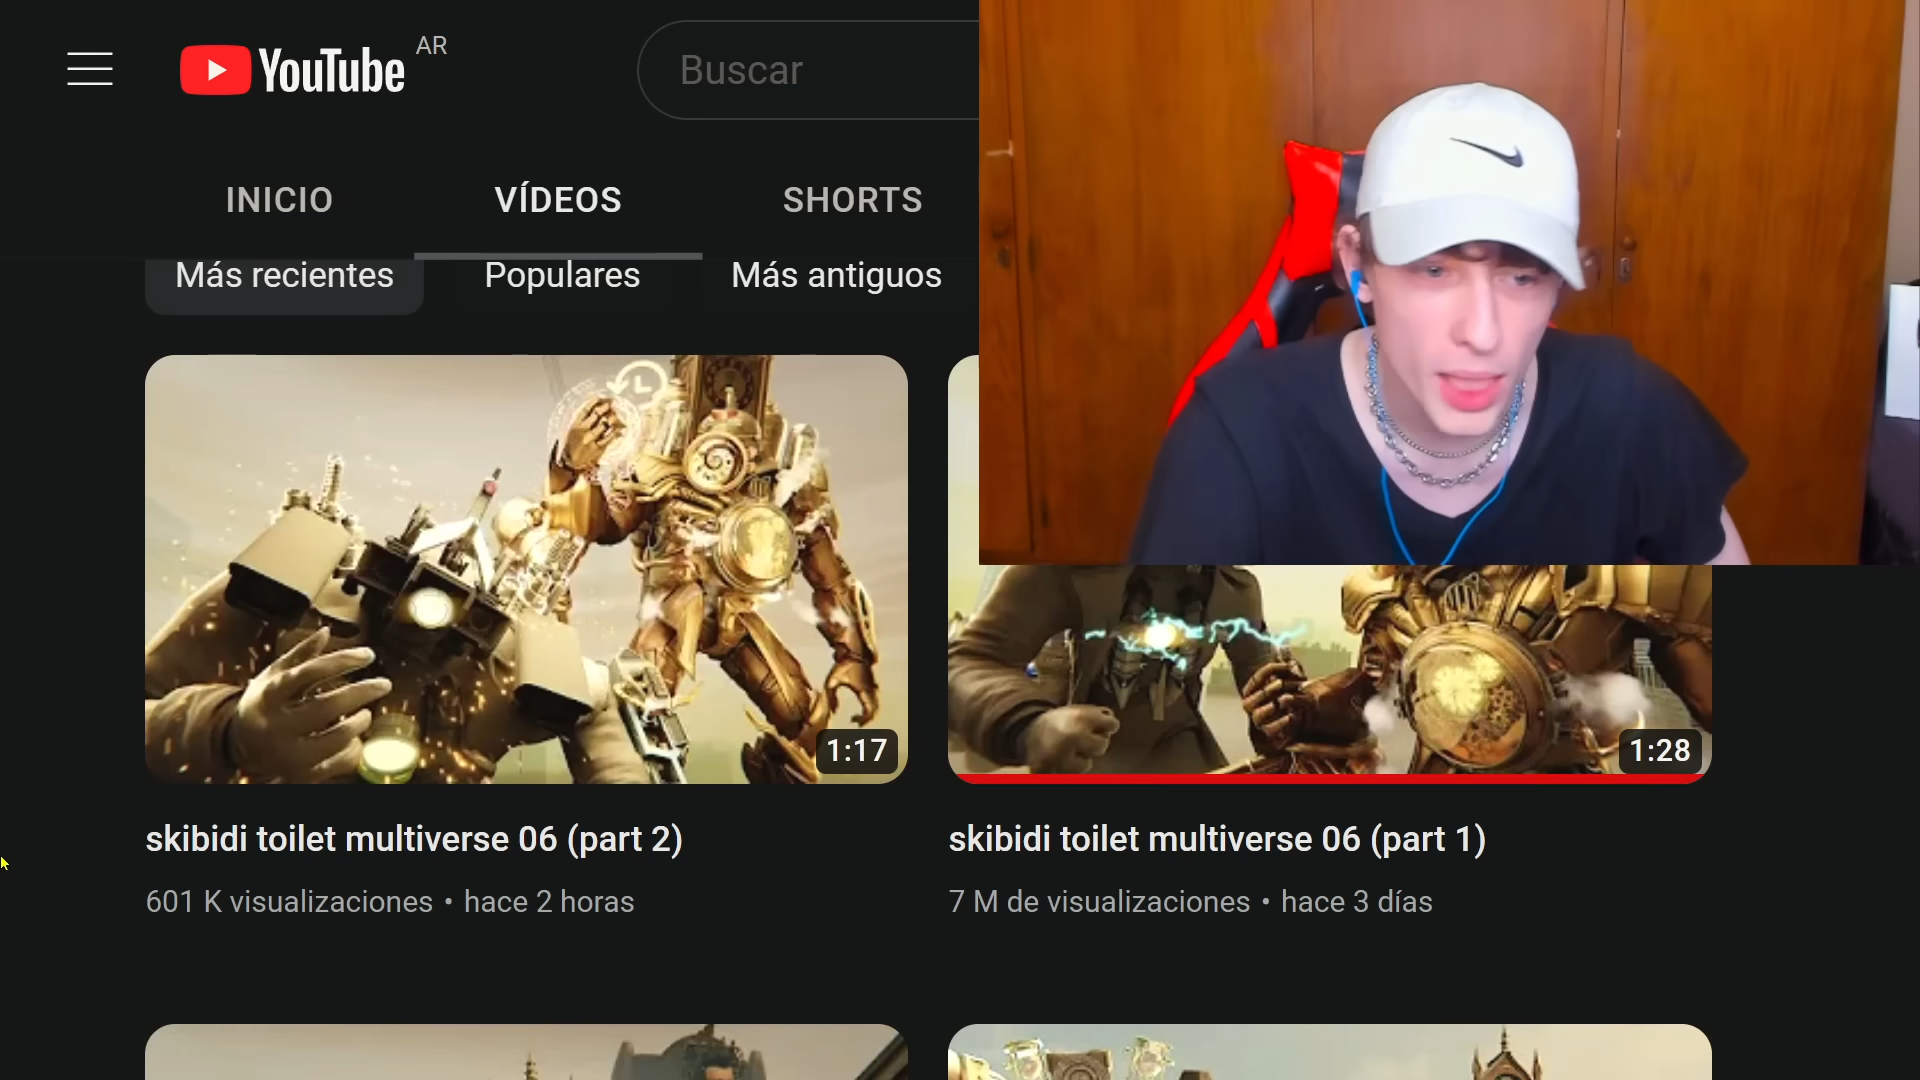 YouTube AR
Buscar
INICIO VÍDEOS SHORTS
Más recientes Populares Más antiguos
1:17
1:28
skibidi toilet multiverse 06 (part 2)
601 K visualizaciones • hace 2 horas
skibidi toilet multiverse 06 (part 1)
7 M de visualizaciones • hace 3 días